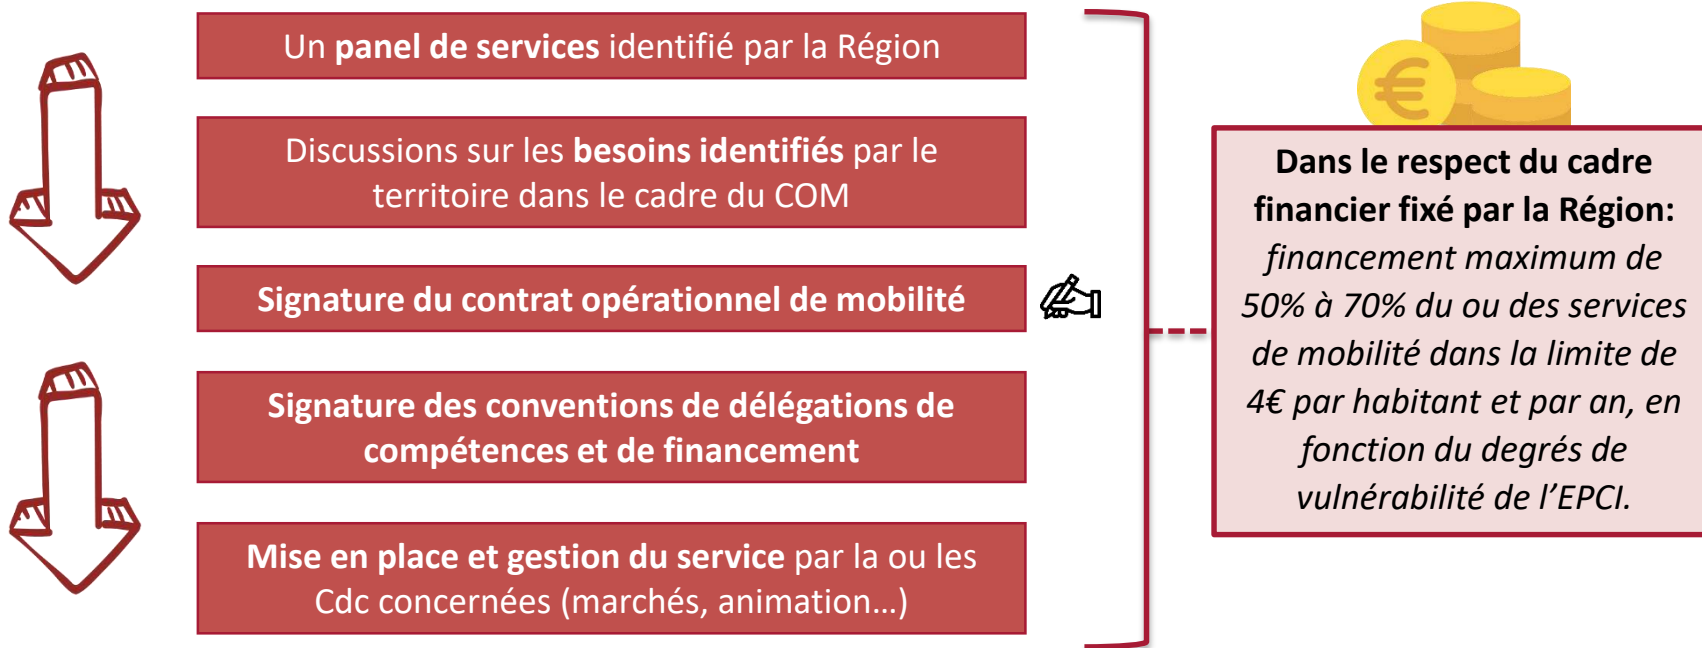 Un panel de services identifié par la Région
Discussions sur les besoins identifiés par le
territoire dans le cadre du COM
Signature du contrat opérationnel de mobilité
Signature des conventions de délégations de
compétences et de financement
Mise en place et gestion du service par la ou les
Cdc concernées (marchés, animation…)
€
Dans le respect du cadre
financier fixé par la Région:
financement maximum de
50% à 70% du ou des services
de mobilité dans la limite de
4€ par habitant et par an, en
fonction du degrés de
vulnérabilité de l’EPCI.